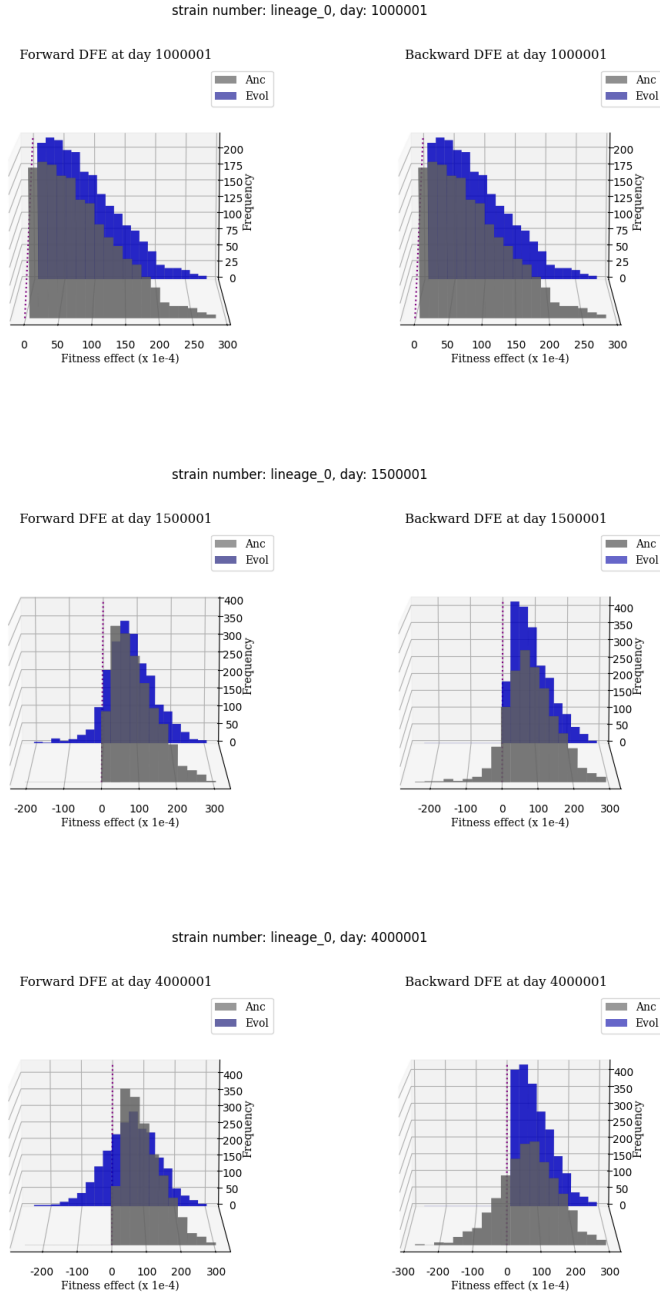 strain number: lineage_0, day: 1000001
Forward DFE at day 1000001
Backward DFE at day 1000001
Anc
Evol
Anc
Evol
200
175
150
125
100
75
50
25
0
Frequency
0 50 100 150 200 250 300
Fitness effect (x 1e-4)
200
175
150
125
100
75
50
25
0
Frequency
0 50 100 150 200 250 300
Fitness effect (x 1e-4)
strain number: lineage_0, day: 1500001
Forward DFE at day 1500001
Backward DFE at day 1500001
Anc
Evol
Anc
Evol
400
350
300
250
200
150
100
50
0
Frequency
-200 -100 0 100 200 300
Fitness effect (x 1e-4)
400
350
300
250
200
150
100
50
0
Frequency
-200 -100 0 100 200 300
Fitness effect (x 1e-4)
strain number: lineage_0, day: 4000001
Forward DFE at day 4000001
Backward DFE at day 4000001
Anc
Evol
Anc
Evol
400
350
300
250
200
150
100
50
0
Frequency
-200 -100 0 100 200 300
Fitness effect (x 1e-4)
400
350
300
250
200
150
100
50
0
Frequency
-300 -200 -100 0 100 200 300
Fitness effect (x 1e-4)